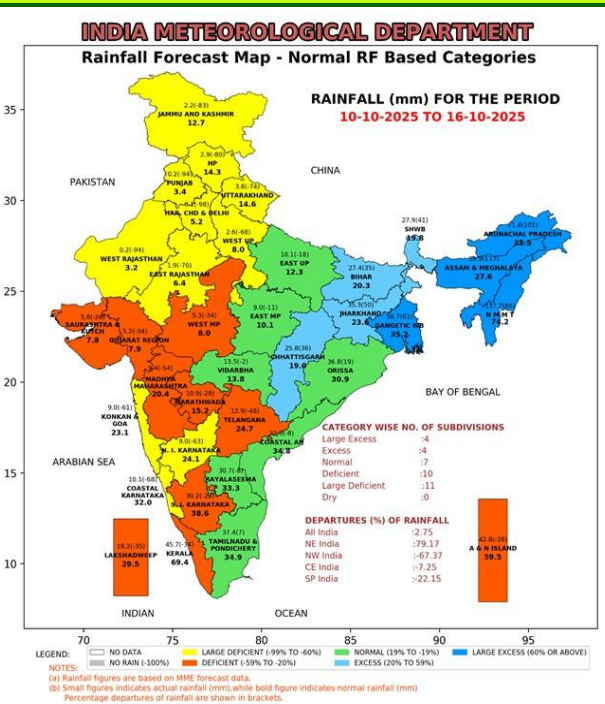 INDIA METEOROLOGICAL DEPARTMENT
Rainfall Forecast Map - Normal RF Based Categories
RAINFALL (mm) FOR THE PERIOD
10-10-2025 TO 16-10-2025
35
30
25
20
15
10
PAKISTAN
CHINA
2.2(-83)
JAMMU AND KASHMIR
12.7
2.9(-80)
HP
14.3
0.2(-94)
PUNJAB
3.4
3.8(-74)
UTTARAKHAND
14.6
HAR. CHD & DELHI
5.2
2.6(-68)
WEST UP
8.0
0.2(-94)
WEST RAJASTHAN
3.2
1.9(-70)
EAST RAJASTHAN
6.4
10.1(-18)
EAST UP
12.3
27.4(35)
BIHAR
20.3
27.9(41)
SHWB
19.8
ARUNACHAL PRADESH
35.5
ASSAM & MEGHALAYA
27.6
N M M T
74.2
SAURASHTRA &
KUTCH
7.8
5.2(-34)
GUJARAT REGION
7.9
5.3(-34)
WEST MP
8.0
9.0(-11)
EAST MP
10.1
35.3(50)
JHARKHAND
23.6
GANGETIC WB
35.2
25.8(36)
CHHATTISGARH
19.0
36.8(19)
ORISSA
30.9
13.5(-2)
VIDARBHA
13.8
MADHYA
MAHARASHTRA
20.4
10.9(-28)
MARATHWADA
15.2
12.9(-48)
TELANGANA
24.7
9.0(-61)
KONKAN &
GOA
23.1
9.0(-63)
N. I. KARNATAKA
24.1
COASTAL AP
34.8
RAYALASEEMA
33.3
10.1(-68)
COASTAL
KARNATAKA
32.0
S. I. KARNATAKA
38.6
37.4(7)
TAMILNADU &
PONDICHERY
34.9
45.7(-34)
KERALA
69.4
19.2(-35)
LAKSHADWEEP
29.5
42.8(-28)
A & N ISLAND
59.5
ARABIAN SEA
BAY OF BENGAL
INDIAN
OCEAN
CATEGORY WISE NO. OF SUBDIVISIONS
Large Excess :4
Excess :4
Normal :7
Deficient :10
Large Deficient :11
Dry :0
DEPARTURES (%) OF RAINFALL
All India :2.75
NE India :79.17
NW India :-67.37
CE India :-7.25
SP India :-22.15
70 75 80 85 90 95
LEGEND:
NO DATA
NO RAIN (-100%)
LARGE DEFICIENT (-99% TO -60%)
DEFICIENT (-59% TO -20%)
NORMAL (19% TO -19%)
EXCESS (20% TO 59%)
LARGE EXCESS (60% OR ABOVE)
NOTES:
(a) Rainfall figures are based on MME forecast data.
(b) Small figures indicates actual rainfall (mm),while bold figure indicates normal rainfall (mm)
Percentage departures of rainfall are shown in brackets.